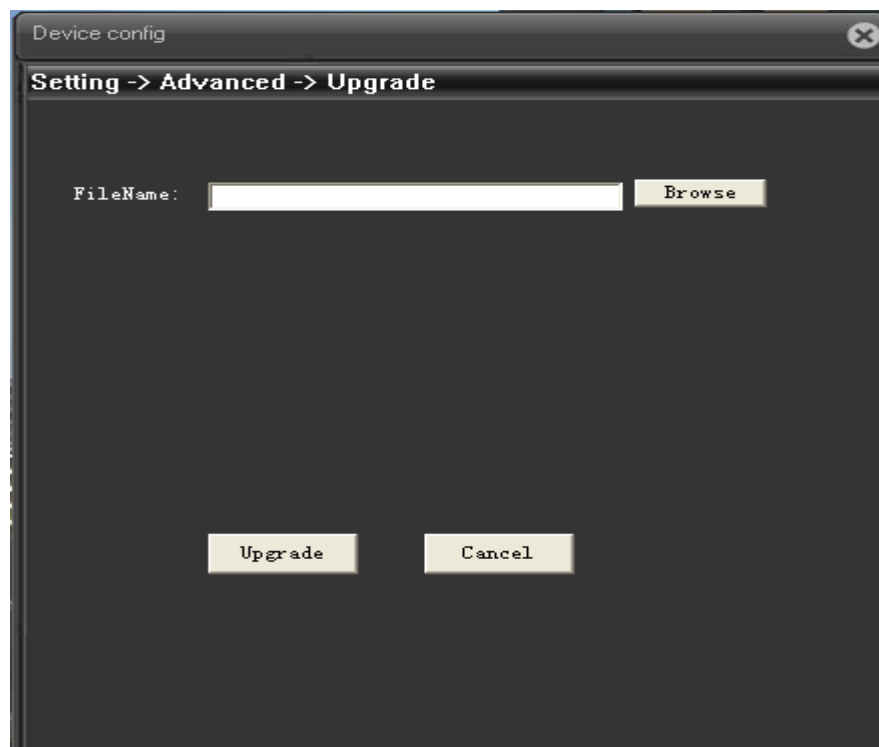 Device config
Setting -> Advanced -> Upgrade
FileName:
Browse
Upgrade
Cancel